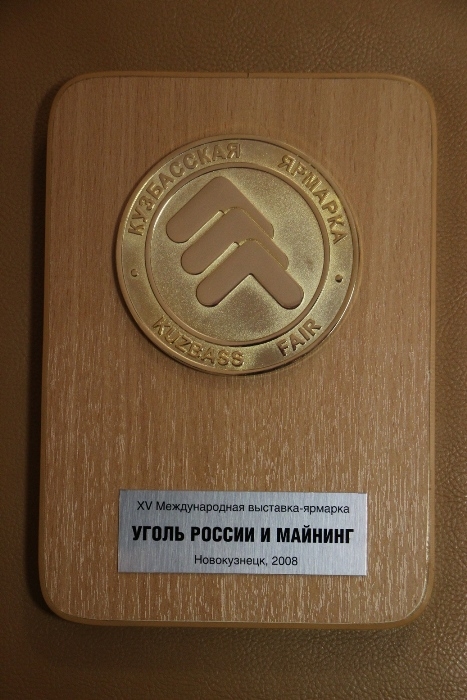 КУЗБАССКАЯ ЯРМАРКА
KUZBASS FAIR
XV Международная выставка-ярмарка
УГОЛЬ РОССИИ И МАЙНИНГ
Новокузнецк, 2008